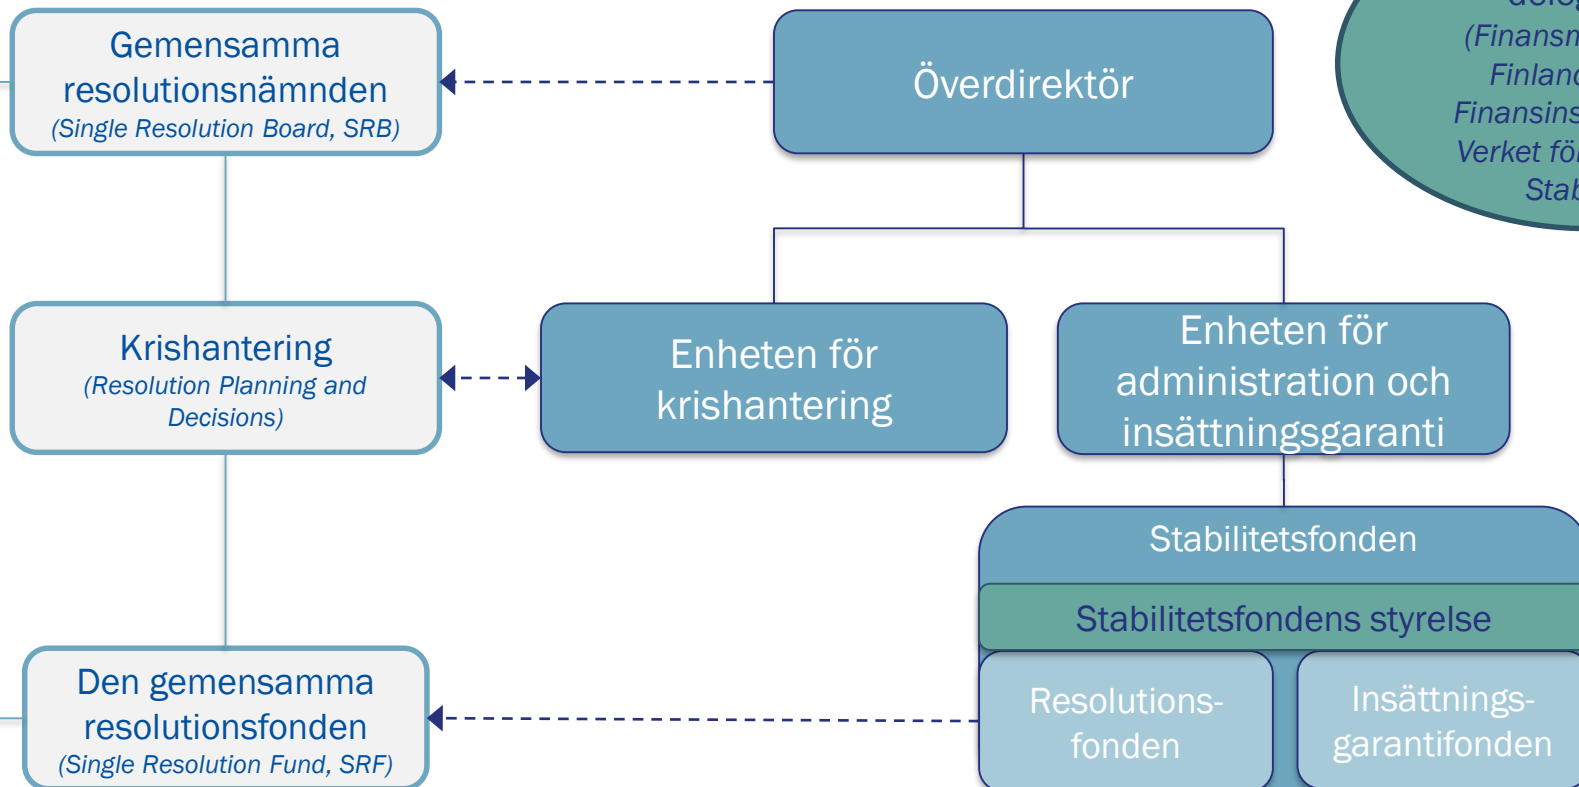 Gemensamma
resolutionsnämnden
(Single Resolution Board, SRB)
Överdirektör
(Finansm
Finland
Finansins
Verket för
Stab
Krishantering
(Resolution Planning and
Decisions)
Enheten för
krishantering
Enheten för
administration och
insättningsgaranti
Stabilitetsfonden
Stabilitetsfondens styrelse
Resolutions-
fonden
Insättnings-
garantifonden
Den gemensamma
resolutionsfonden
(Single Resolution Fund, SRF)